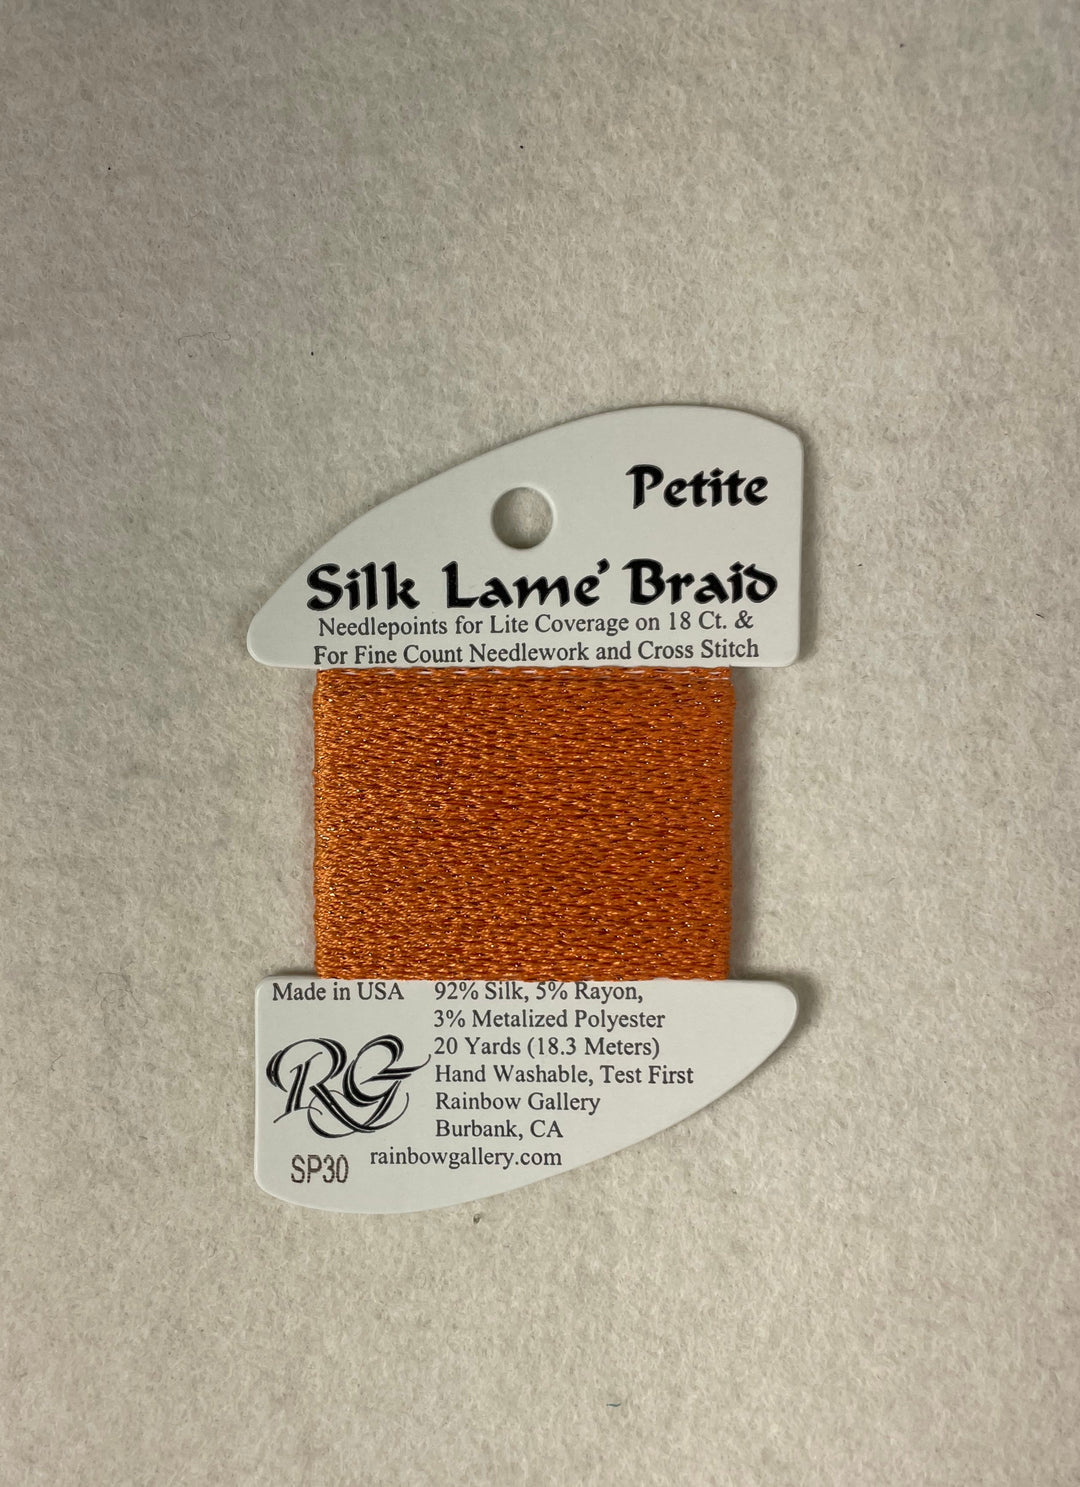 Petite
Silk Lame' Braid
Needlepoints for Lite Coverage on 18 Ct. &
For Fine Count Needlework and Cross Stitch
Made in USA
92% Silk, 5% Rayon,
3% Metalized Polyester
20 Yards (18.3 Meters)
Hand Washable, Test First
Rainbow Gallery
Burbank, CA
rainbowgallery.com
RG
SP30